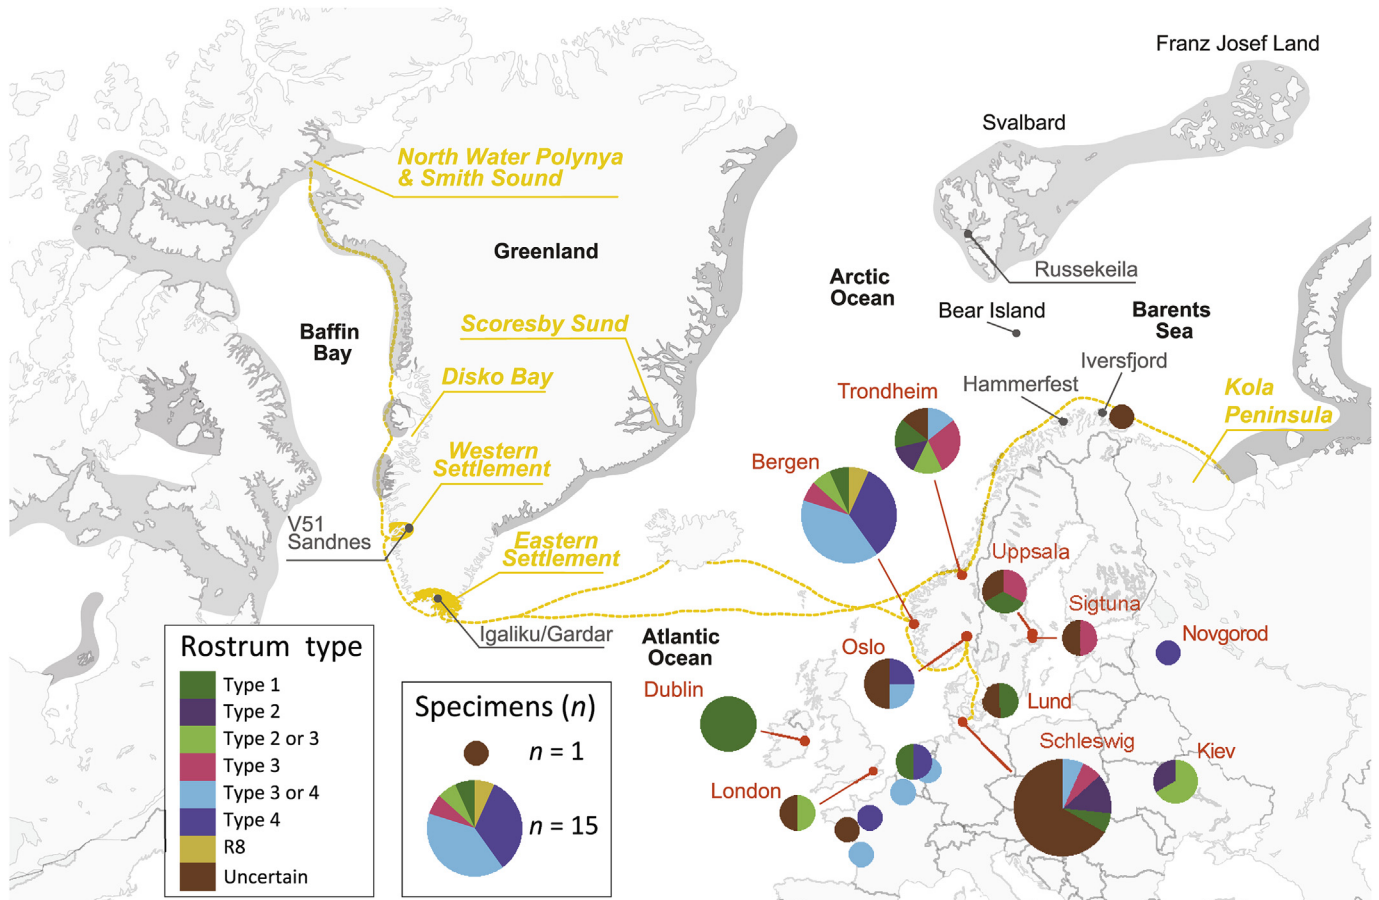 Franz Josef Land
Svalbard
North Water Polynya
& Smith Sound
Greenland
Russekeila
Arctic
Ocean
Bear Island
Barents
Sea
Scoresby Sund
Baffin
Bay
Iversfjord
Hammerfest
Disko Bay
Kola
Peninsula
Trondheim
Western
Settlement
Bergen
V51
Sandnes
Eastern
Settlement
Uppsala
Sigtuna
Igaliku/Gardar
Atlantic
Ocean
Novgorod
Oslo
Dublin
Lund
Schleswig
Kiev
London
Rostrum type
Type 1
Type 2
Type 2 or 3
Type 3
Type 3 or 4
Type 4
R8
Uncertain
Specimens (n)
n = 1
n = 15